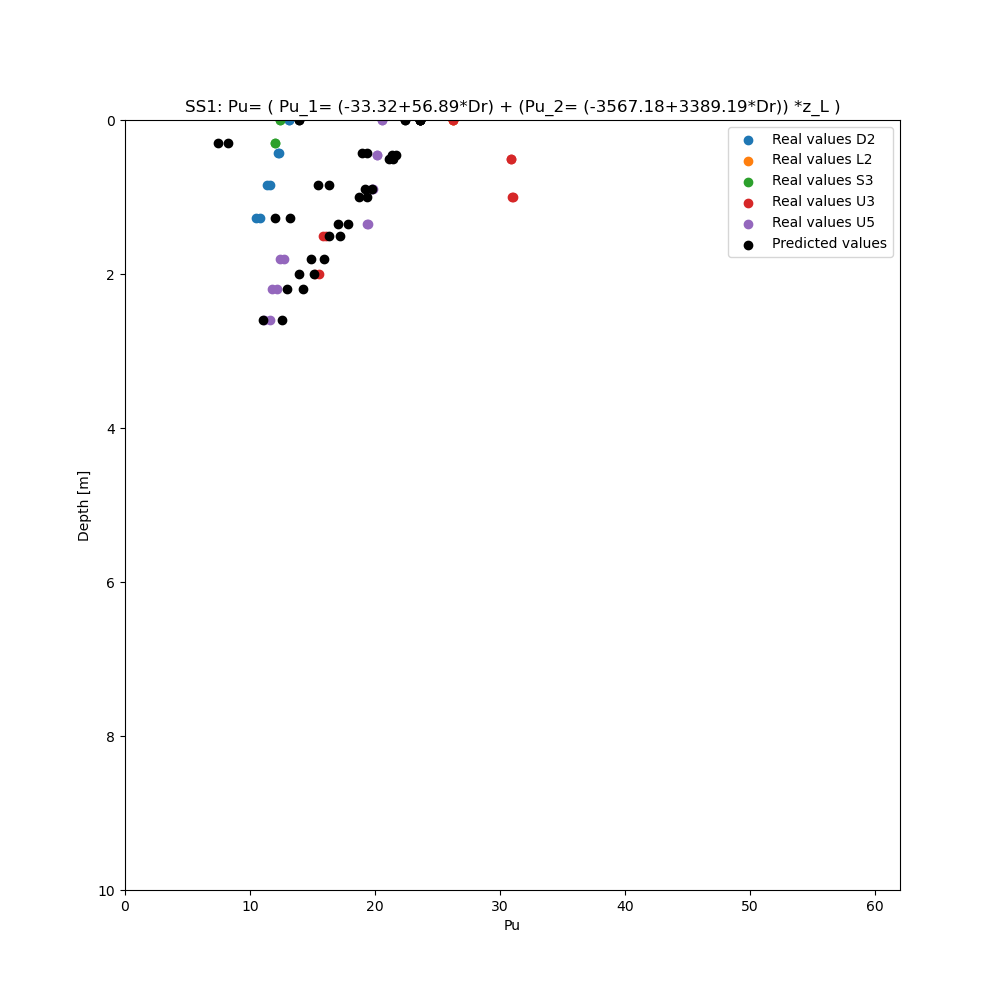 SS1: Pu= ( Pu_1= (-33.32+56.89*Dr) + (Pu_2= (-3567.18+3389.19*Dr)) *z_L )
Real values D2
Real values L2
Real values S3
Real values U3
Real values U5
Predicted values
Depth [m]
0
2
4
6
8
10
0
10
20
30
40
50
60
Pu